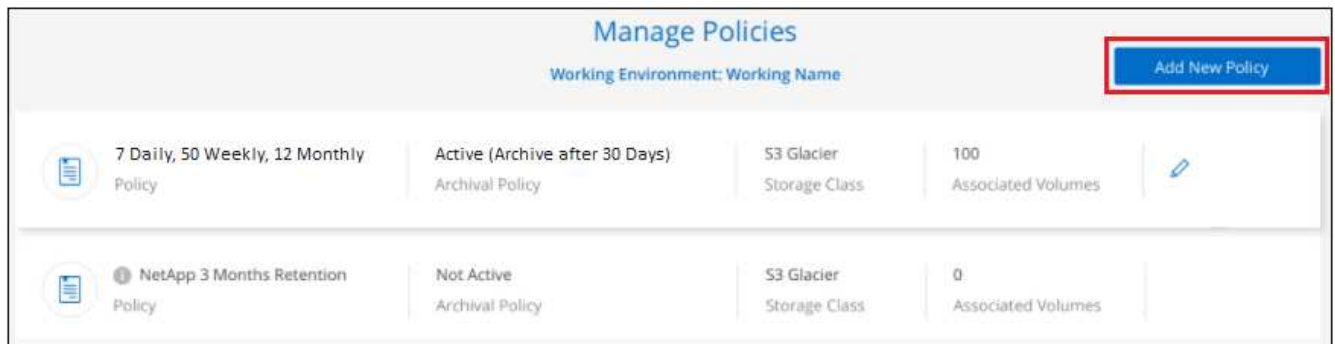 Manage Policies
Working Environment: Working Name
Add New Policy
7 Daily, 50 Weekly, 12 Monthly
Policy
Active (Archive after 30 Days)
Archival Policy
S3 Glacier
Storage Class
100
Associated Volumes
NetApp 3 Months Retention
Policy
Not Active
Archival Policy
S3 Glacier
Storage Class
0
Associated Volumes